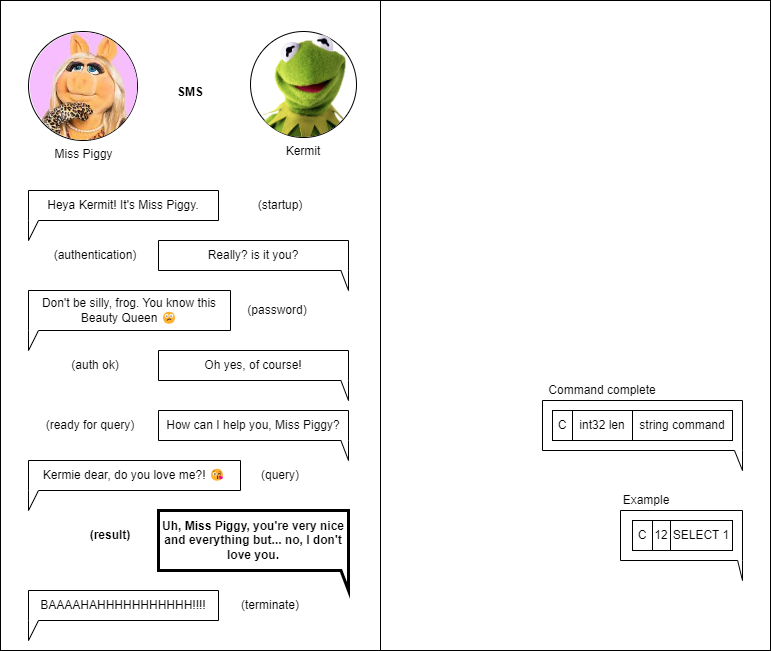 SMS
Miss Piggy
Kermit
Heya Kermit! It's Miss Piggy.
(startup)
(authentication)
Really? is it you?
Don't be silly, frog. You know this
Beauty Queen 😫
(password)
(auth ok)
Oh yes, of course!
(ready for query)
How can I help you, Miss Piggy?
Kermie dear, do you love me?! 😘
(query)
(result)
Uh, Miss Piggy, you're very nice
and everything but... no, I don't
love you.
BAAAAHAHHHHHHHHHHH!!!!
(terminate)
Command complete
C
int32 len
string command
Example
C
12
SELECT 1